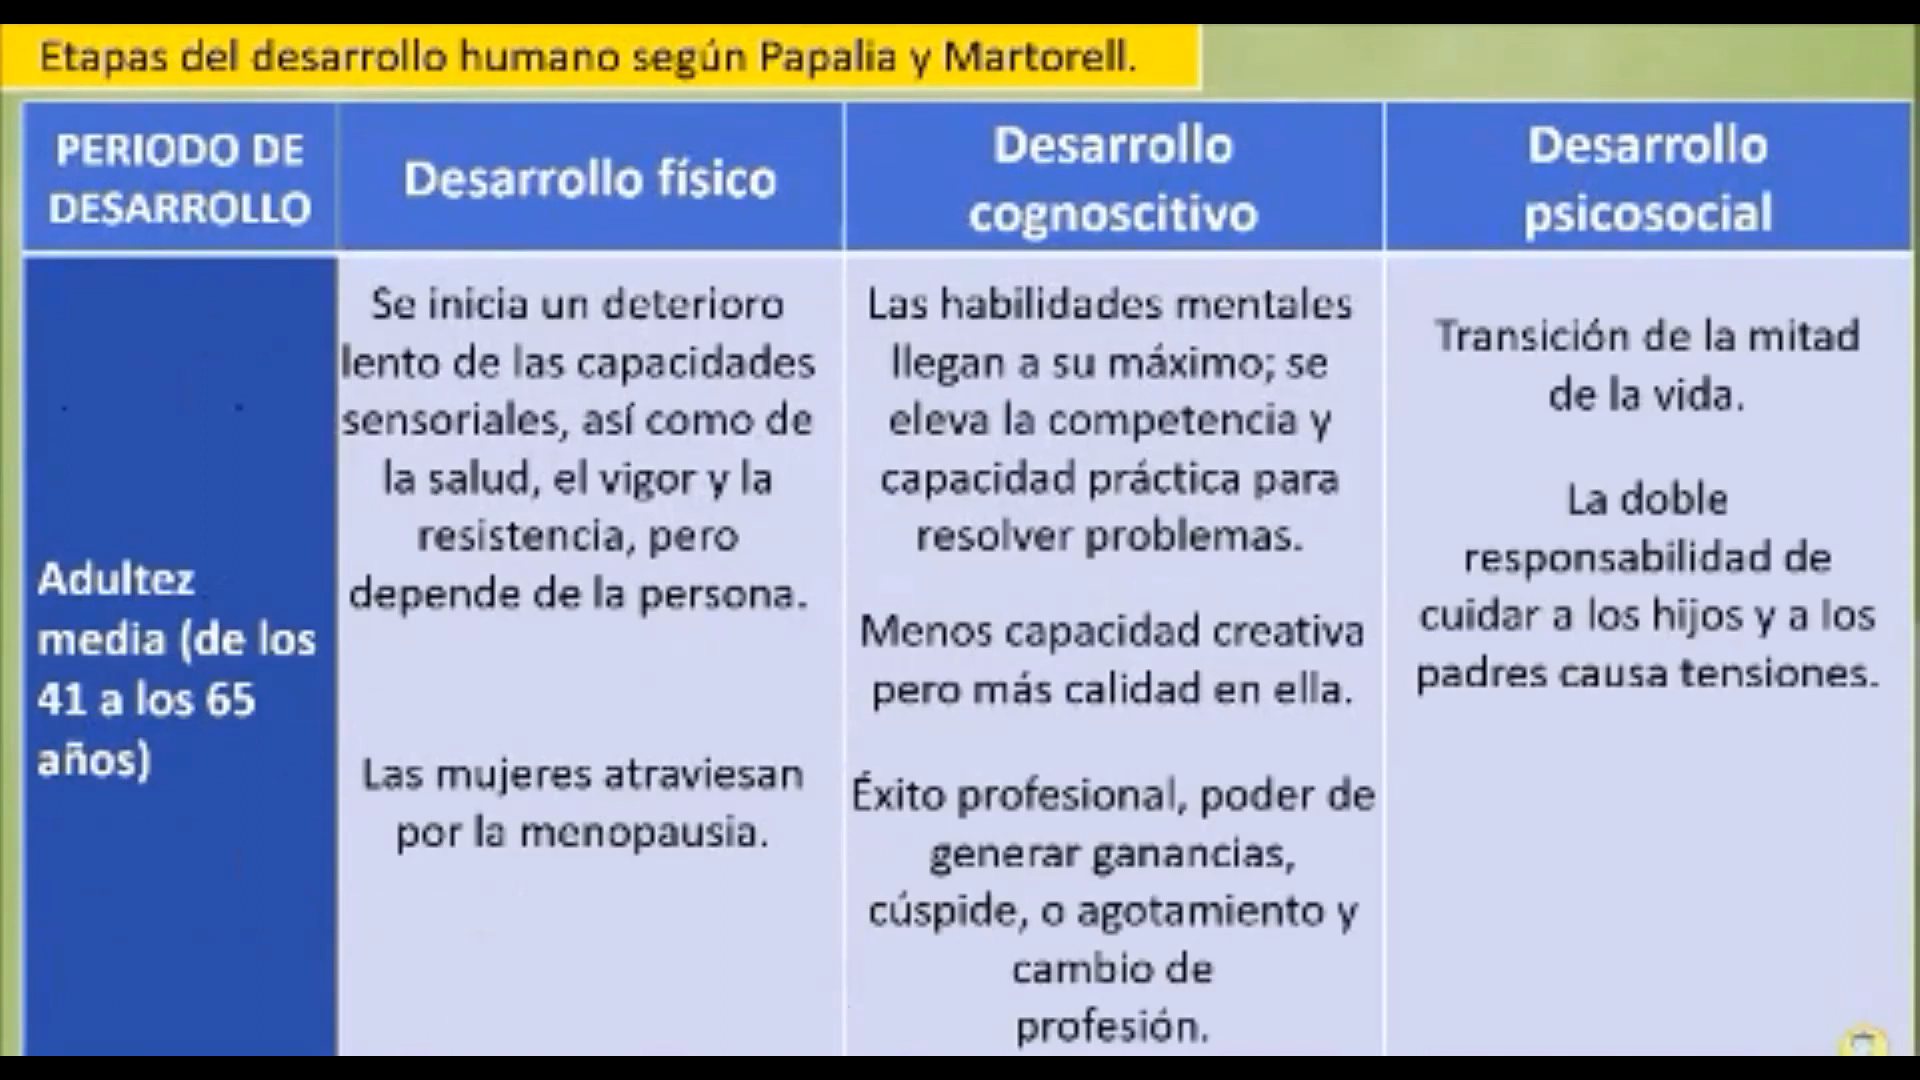 Etapas del desarrollo humano según Papalia y Martorell.
PERIODO DE
DESARROLLO
Desarrollo físico
Desarrollo
cognoscitivo
Desarrollo
psicosocial
Adultez
media (de los
41 a los 65
años)
Se inicia un deterioro
lento de las capacidades
sensoriales, así como de
la salud, el vigor y la
resistencia, pero
depende de la persona.
Las mujeres atraviesan
por la menopausia.
Las habilidades mentales
llegan a su máximo; se
eleva la competencia y
capacidad práctica para
resolver problemas.
Menos capacidad creativa
pero más calidad en ella.
Éxito profesional, poder de
generar ganancias,
cúspide, o agotamiento y
cambio de
profesión.
Transición de la mitad
de la vida.
La doble
responsabilidad de
cuidar a los hijos y a los
padres causa tensiones.